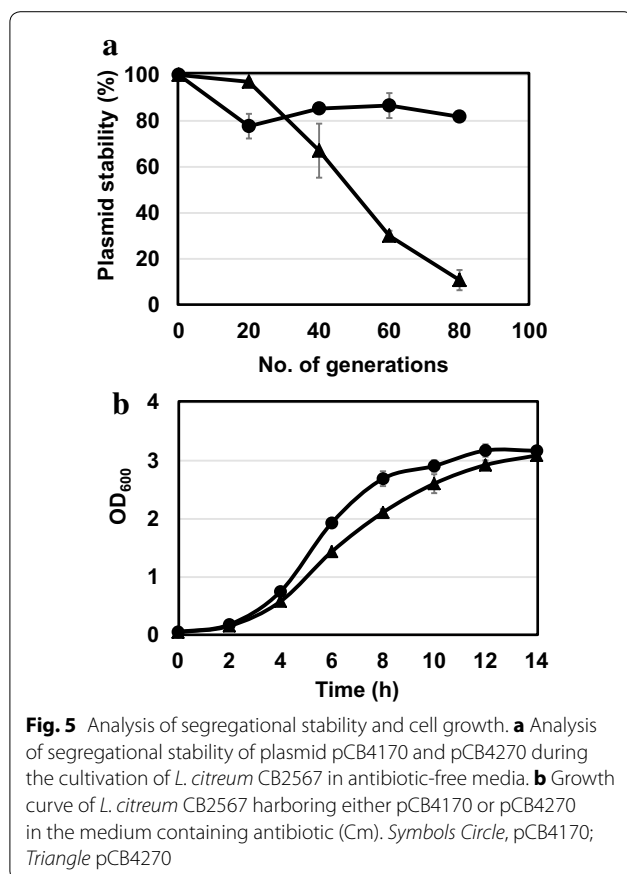 a
Plasmid stability (%)
100
80
60
40
20
0
0 20 40 60 80 100
No. of generations
b
OD600
4
3
2
1
0
0 2 4 6 8 10 12 14
Time (h)
Fig. 5 Analysis of segregational stability and cell growth. a Analysis
of segregational stability of plasmid pCB4170 and pCB4270 during
the cultivation of L. citreum CB2567 in antibiotic-free media. b Growth
curve of L. citreum CB2567 harboring either pCB4170 or pCB4270
in the medium containing antibiotic (Cm). Symbols Circle, pCB4170;
Triangle pCB4270